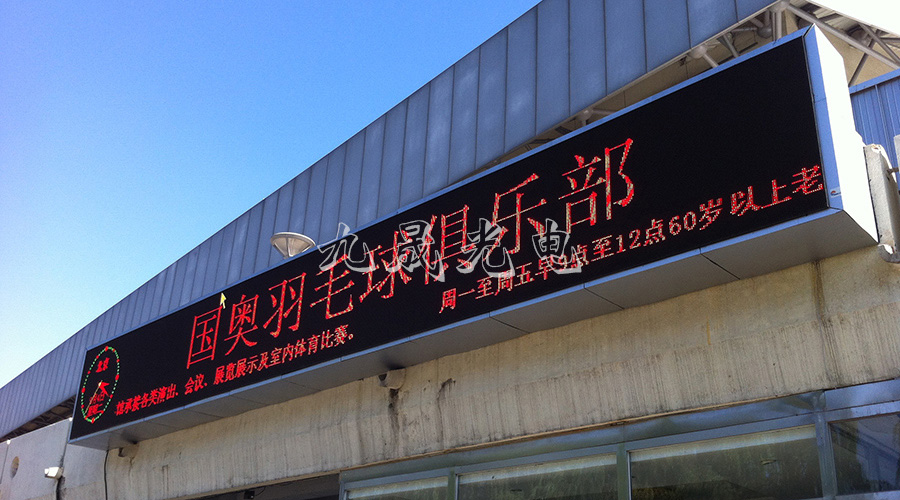 国奥羽毛球俱乐部
馆承接各类演出、会议、展览展示及室内体育比赛。
周一至周五早9点至12点60岁以上老
九晟光电